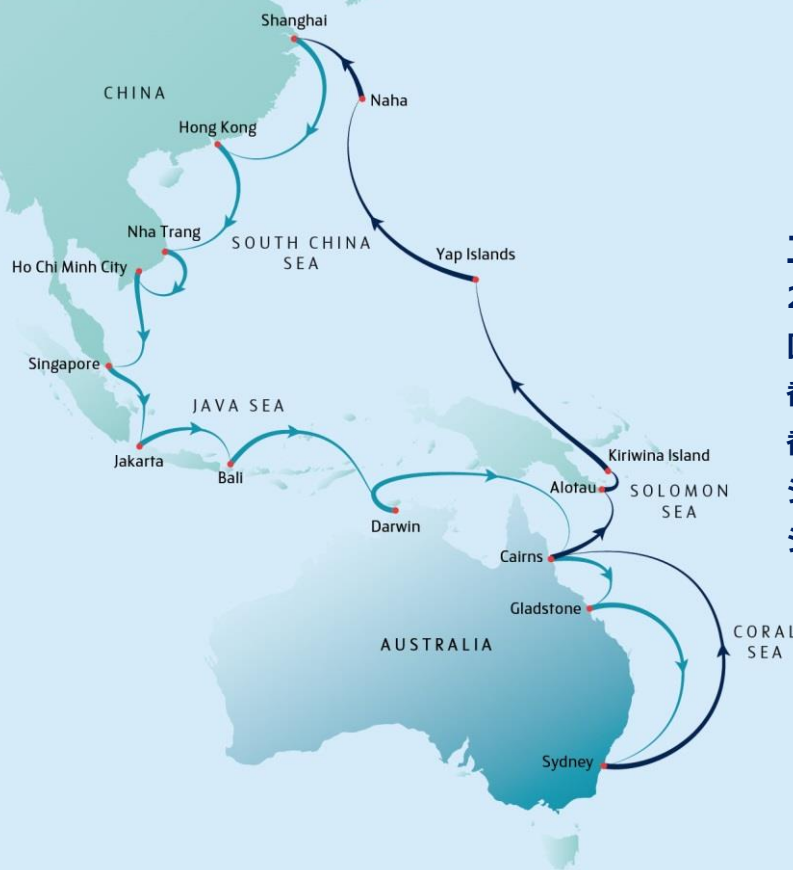 Shanghai
CHINA
Naha
Hong Kong
Nha Trang
SOUTH CHINA
SEA
Yap Islands
Ho Chi Minh City
Singapore
JAVA SEA
Jakarta
Bali
Kiriwina Island
Alotau
SOLOMON
SEA
Darwin
Cairns
Gladstone
CORAL
SEA
AUSTRALIA
Sydney